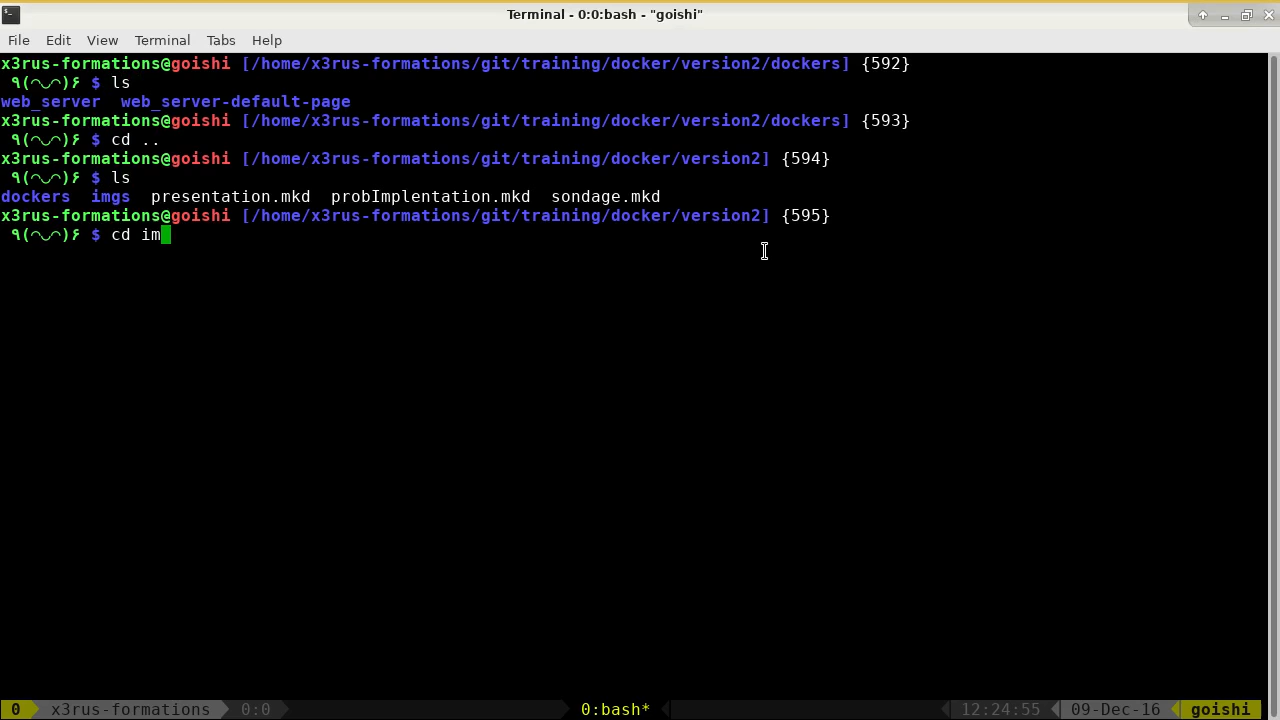 Terminal - 0:0:bash - "goishi"
File Edit View Terminal Tabs Help
x3rus-formations@goishi [/home/x3rus-formations/git/training/docker/version2/dockers] {592}
٩(◠◡◠)۶ $ ls
web_server web_server-default-page
x3rus-formations@goishi [/home/x3rus-formations/git/training/docker/version2/dockers] {593}
٩(◠◡◠)۶ $ cd ..
x3rus-formations@goishi [/home/x3rus-formations/git/training/docker/version2] {594}
٩(◠◡◠)۶ $ ls
dockers imgs presentation.mkd probImplentation.mkd sondage.mkd
x3rus-formations@goishi [/home/x3rus-formations/git/training/docker/version2] {595}
٩(◠◡◠)۶ $ cd im
0 x3rus-formations 0:0 0:bash* 12:24:55 09-Dec-16 goishi